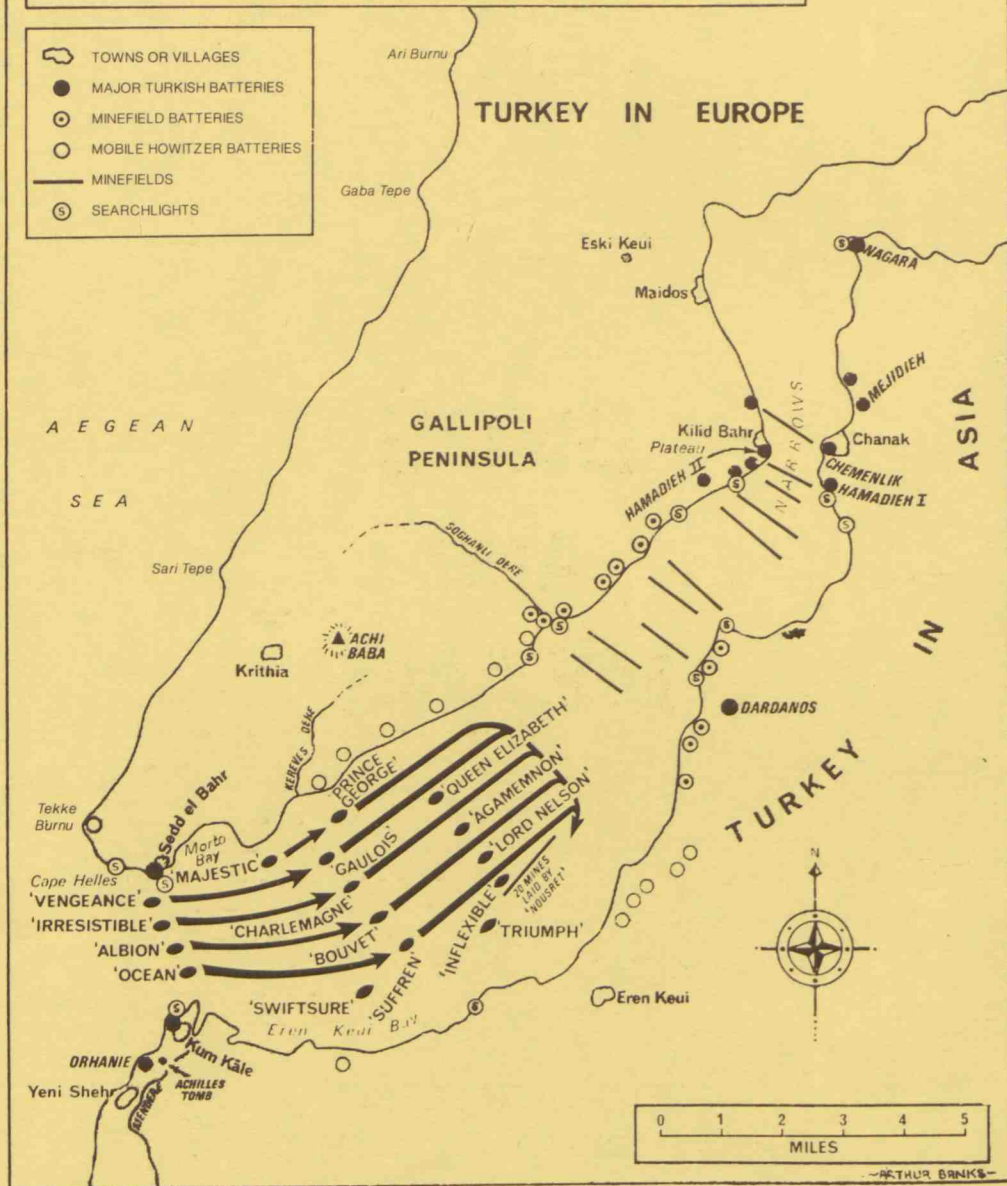 TOWNS OR VILLAGES
MAJOR TURKISH BATTERIES
MINEFIELD BATTERIES
MOBILE HOWITZER BATTERIES
MINEFIELDS
S SEARCHLIGHTS
Ari Burnu
TURKEY IN EUROPE
Gaba Tepe
Eski Keui
S
NAGARA
Maidos
MEJIDIEH
AEGEAN
SEA
GALLIPOLI
PENINSULA
NARROWS
Kilid Bahr
Plateau
Chanak
CHEMENLIK
HAMADIEH I
HAMADIEH II
S
S
S
S
TURKEY
IN
ASIA
SOGHANLI DERE
Sari Tepe
S
S
S
S
ACHI
BABA
Krithia
KEREVES DERE
DARDANOS
'PRINCE
GEORGE'
'QUEEN ELIZABETH'
'AGAMEMNON'
'LORD NELSON'
Tekke
Burnu
Sedd el Bahr
Morto
Bay
'MAJESTIC'
'GAULOIS'
S
S
Cape Helles
'VENGEANCE'
'IRRESISTIBLE'
'CHARLEMAGNE'
'INFLEXIBLE'
20 MINES
LAID BY
'NOUSRET'
'TRIUMPH'
'ALBION'
'BOUVET'
'OCEAN'
'SUFFREN'
'SWIFTSURE'
N
Eren Keui
Eren Keui Bay
S
S
Kum Kāle
ORHANIE
ACHILLES
TOMB
Yeni Shehr
0 1 2 3 4 5
MILES
-ARTHUR BANKS-